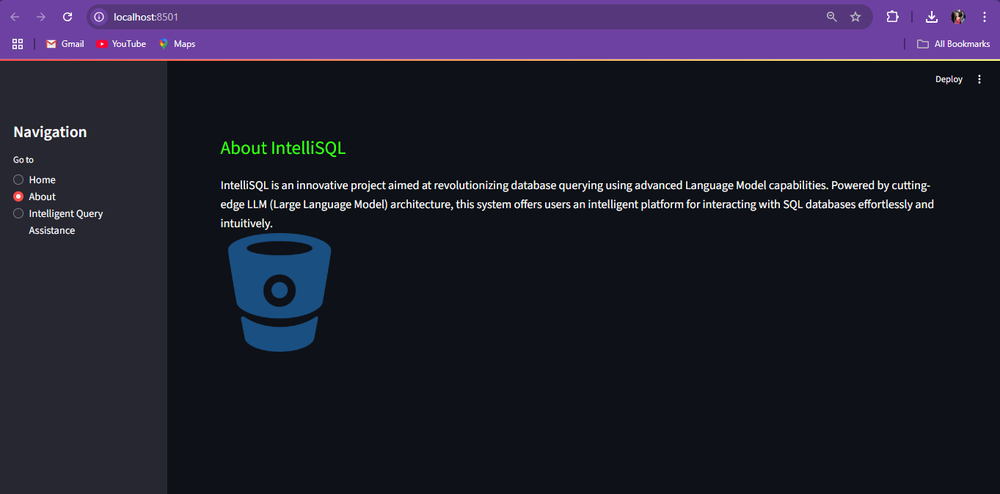 localhost:8501
Gmail YouTube Maps All Bookmarks
Deploy
Navigation
Go to
Home
About
Intelligent Query
Assistance
About IntelliSQL
IntelliSQL is an innovative project aimed at revolutionizing database querying using advanced Language Model capabilities. Powered by cutting-
edge LLM (Large Language Model) architecture, this system offers users an intelligent platform for interacting with SQL databases effortlessly and
intuitively.